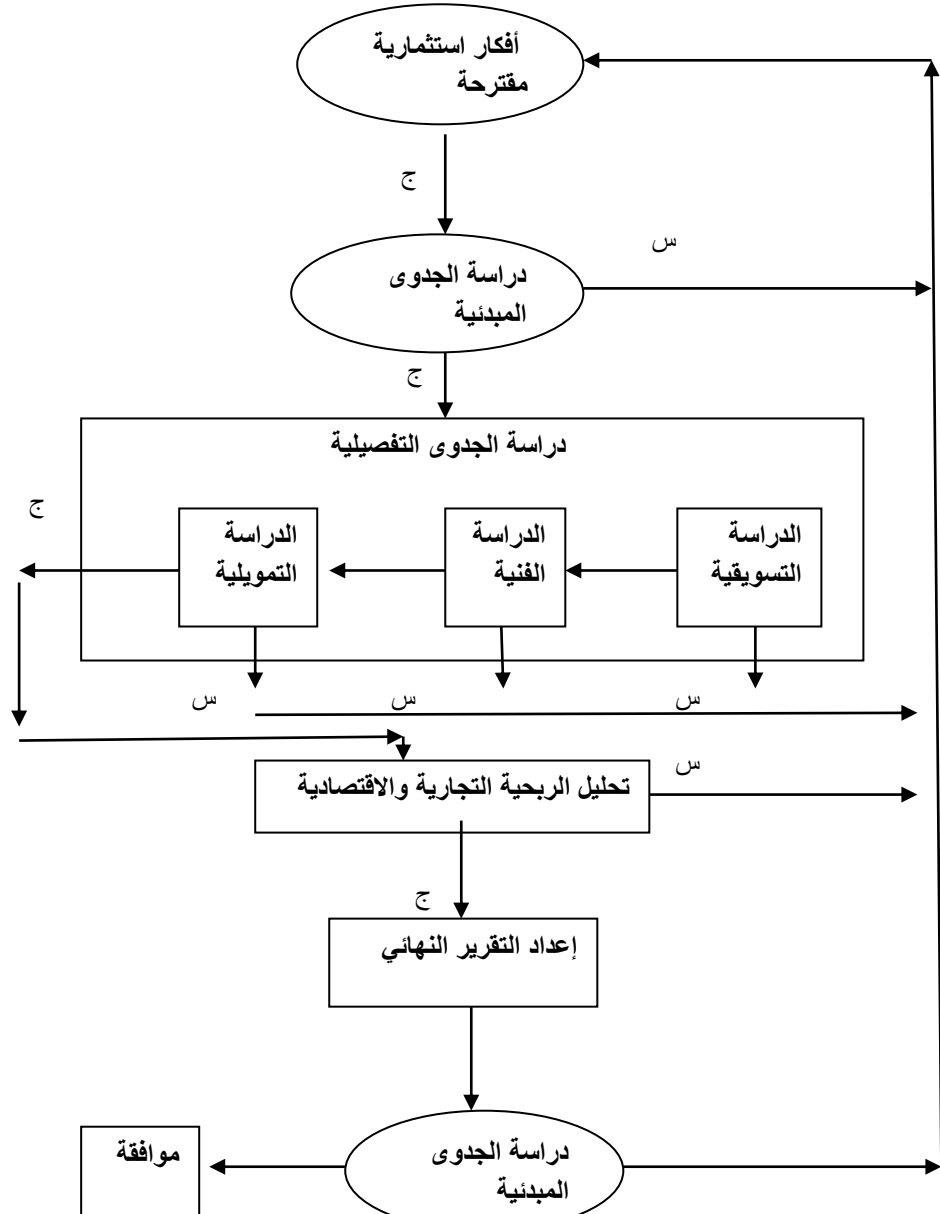 أفكار استثمارية
مقترحة
ج
س
دراسة الجدوى
المبدئية
ج
دراسة الجدوى التفصيلية
ج
الدراسة
التسويقية
الدراسة
الفنية
الدراسة
التمويلية
س
س
س
س
تحليل الربحية التجارية والاقتصادية
ج
إعداد التقرير النهائي
دراسة الجدوى
المبدئية
موافقة